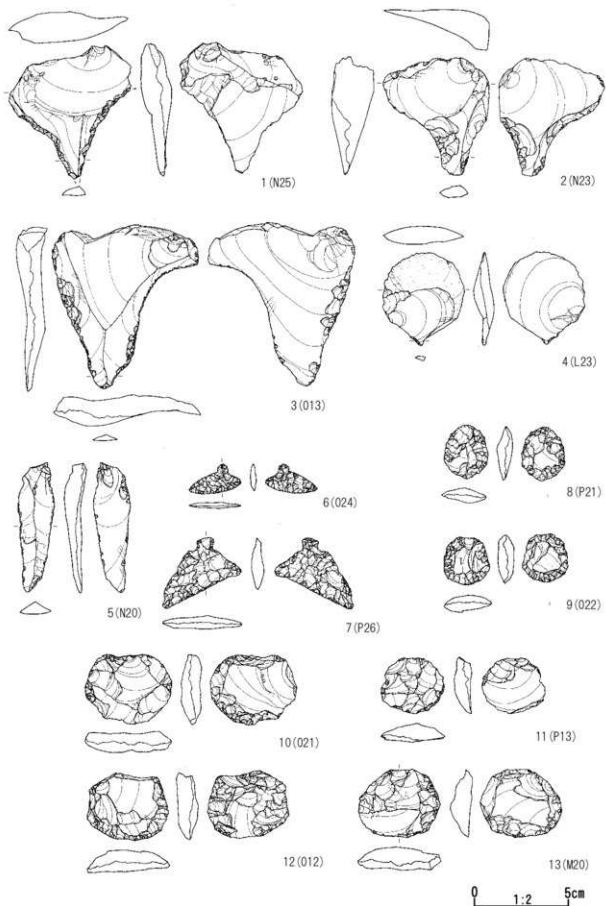 1(N25)
2(N23)
3(013)
4(L23)
5(N20)
6(024)
7(P26)
8(P21)
9(022)
10(021)
11(P13)
12(012)
13(M20)
0 1:2 5cm